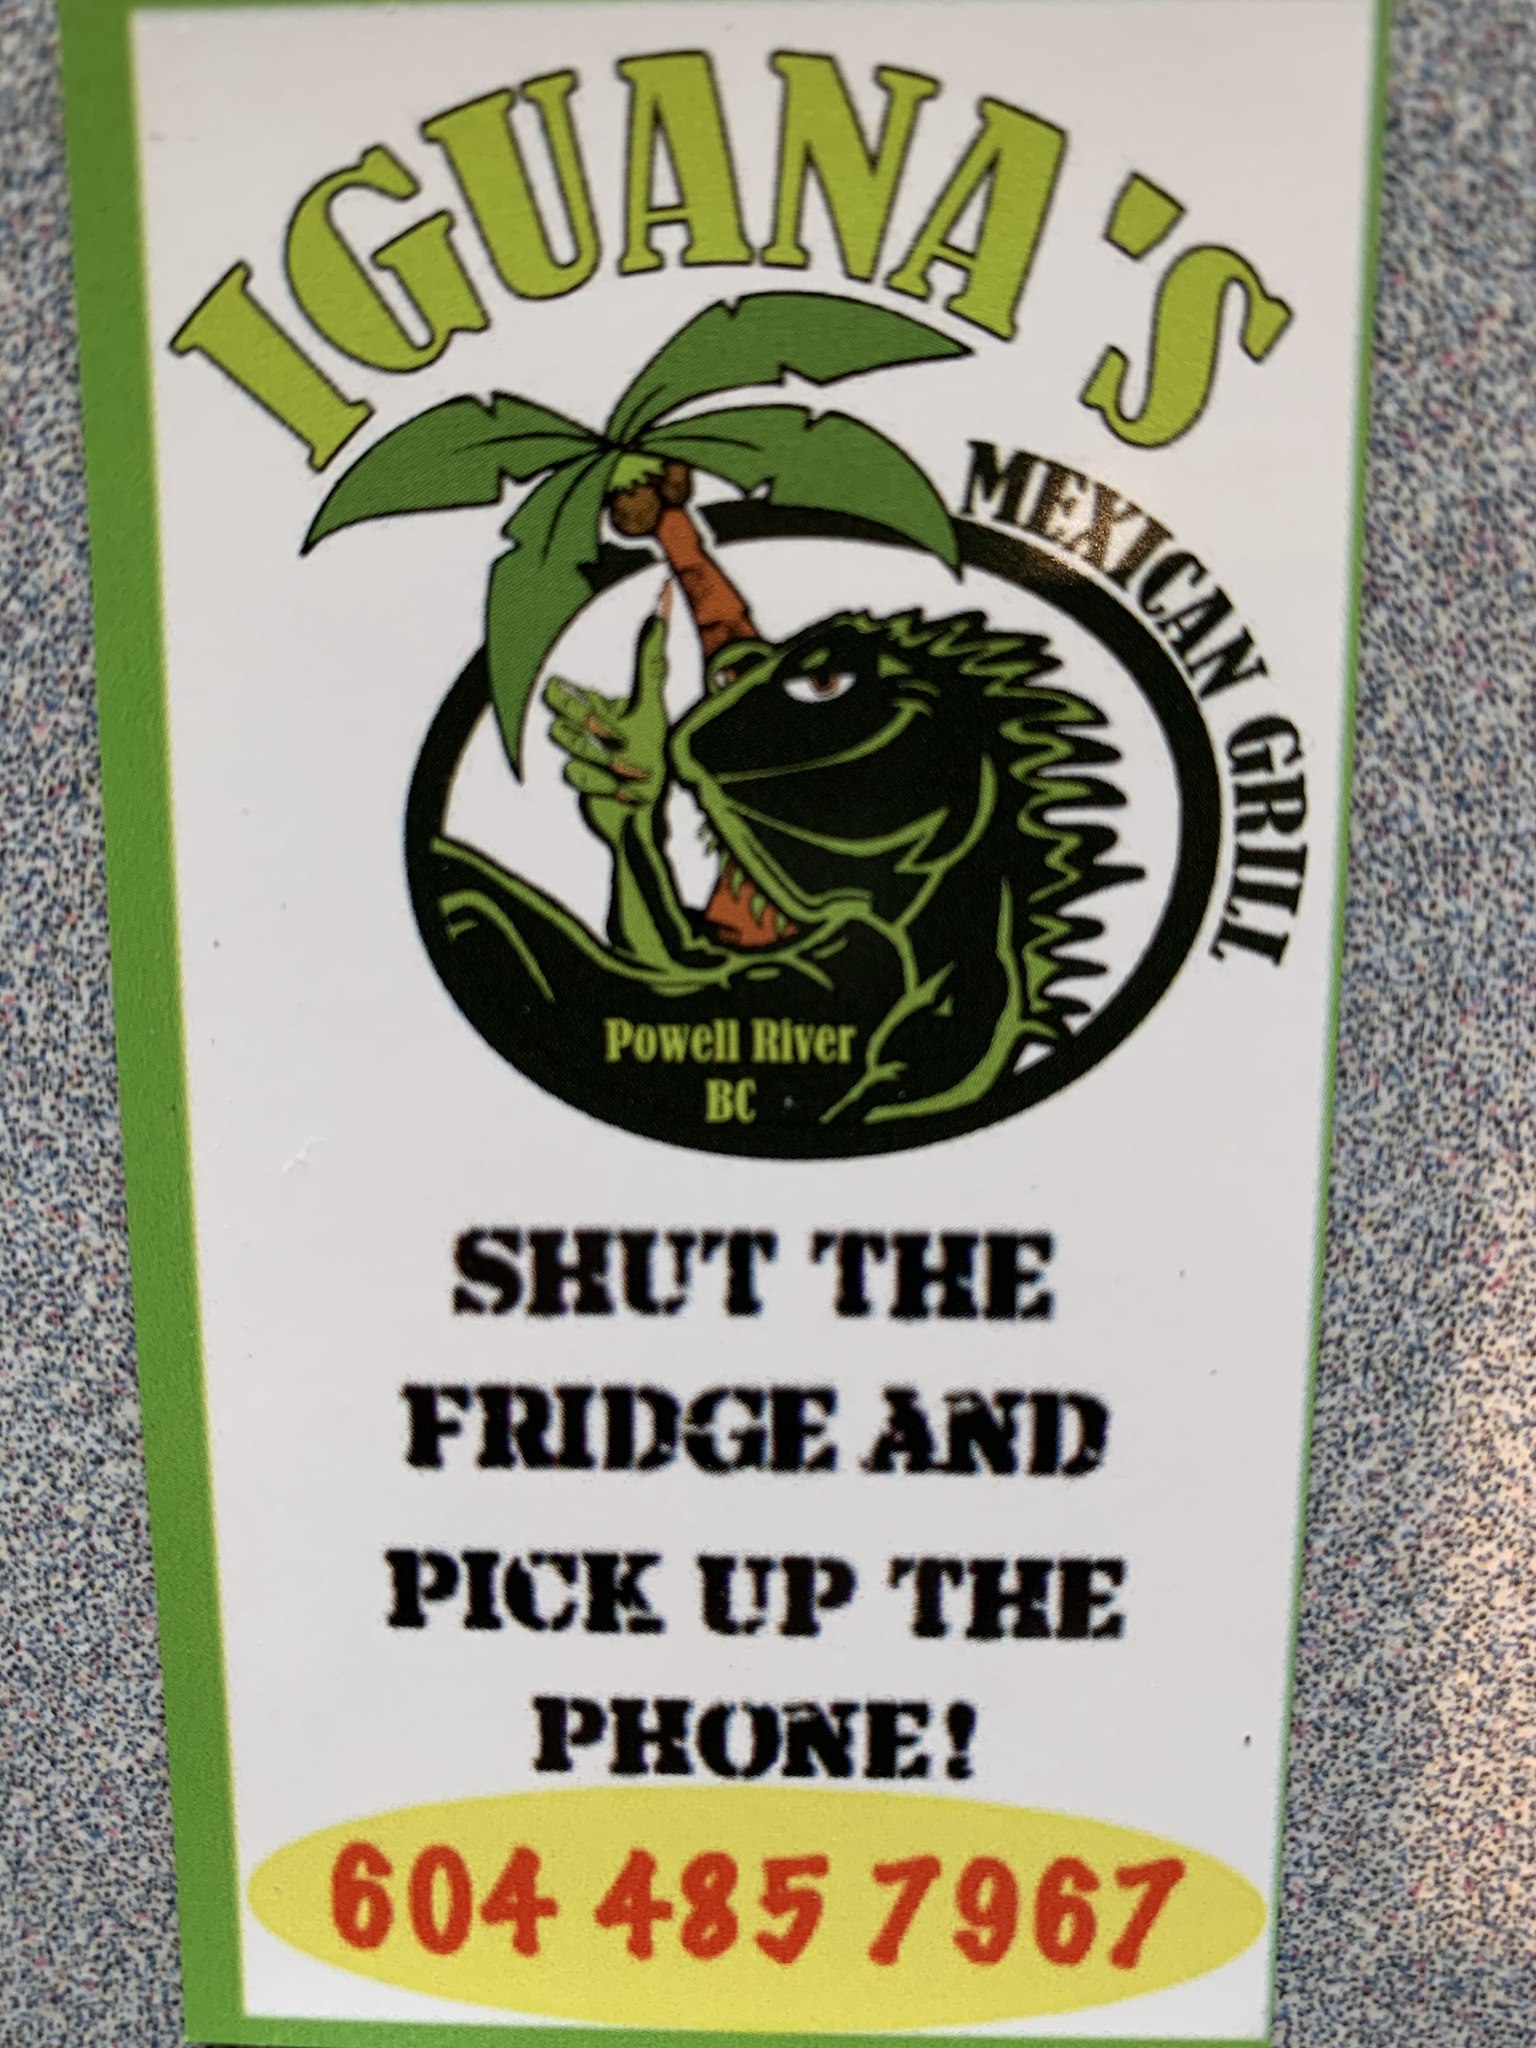 IGUANA'S
MEXICAN GRILL
Powell River
BC
SHUT THE
FRIDGE AND
PICK UP THE
PHONE!
604 485 7967